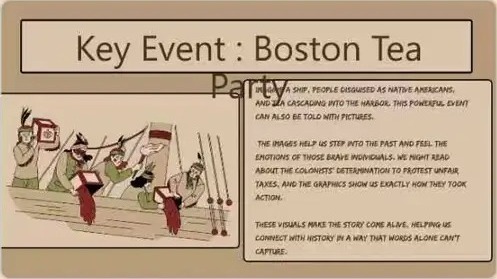 Key Event : Boston Tea
Party
IMAGINE A SHIP, PEOPLE DISGUISED AS NATIVE AMERICANS,
AND TEA CASCADING INTO THE HARBOR. THIS POWERFUL EVENT
CAN ALSO BE TOLD WITH PICTURES.
THE IMAGES HELP US STEP INTO THE PAST AND FEEL THE
EMOTIONS OF THOSE BRAVE INDIVIDUALS. WE MIGHT READ
ABOUT THE COLONISTS' DETERMINATION TO PROTEST UNFAIR
TAXES, AND THE GRAPHICS SHOW US EXACTLY HOW THEY TOOK
ACTION.
THESE VISUALS MAKE THE STORY COME ALIVE, HELPING US
CONNECT WITH HISTORY IN A WAY THAT WORDS ALONE CAN'T
CAPTURE.